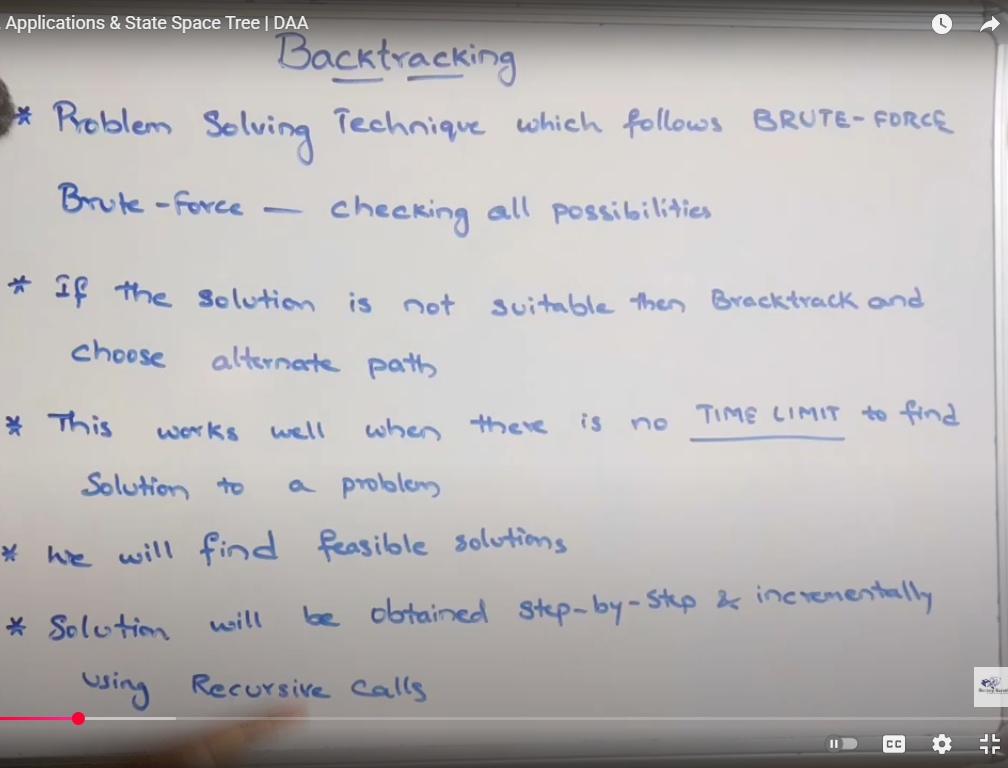 Applications & State Space Tree | DAA
Backtracking
* Problem Solving Technique which follows BRUTE-FORCE
Brute-force — checking all possibilities
* If the solution is not suitable then Bracktrack and
choose alternate path
* This works well when there is no TIME LIMIT to find
Solution to a problem
* we will find feasible solutions
* Solution will be obtained step-by-step & incrementally
using Recursive calls
CC